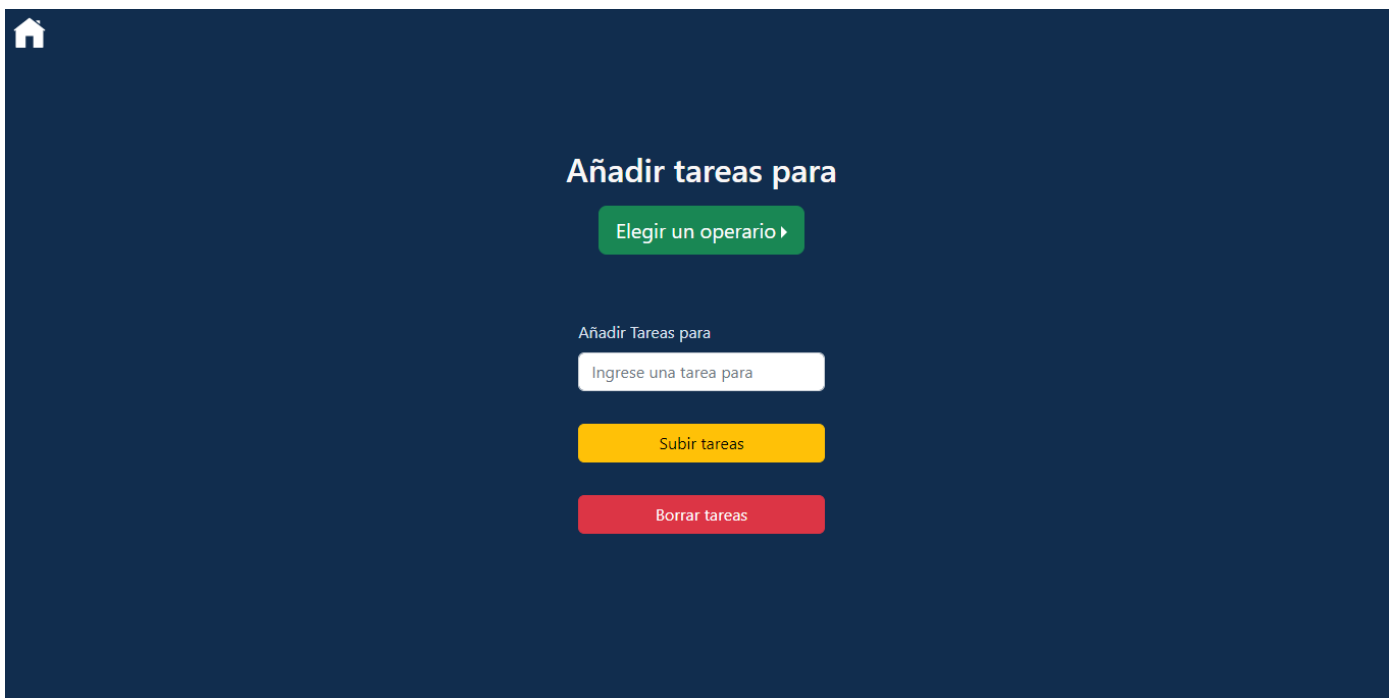 Añadir tareas para
Elegir un operario
Añadir Tareas para
Ingrese una tarea para
Subir tareas
Borrar tareas